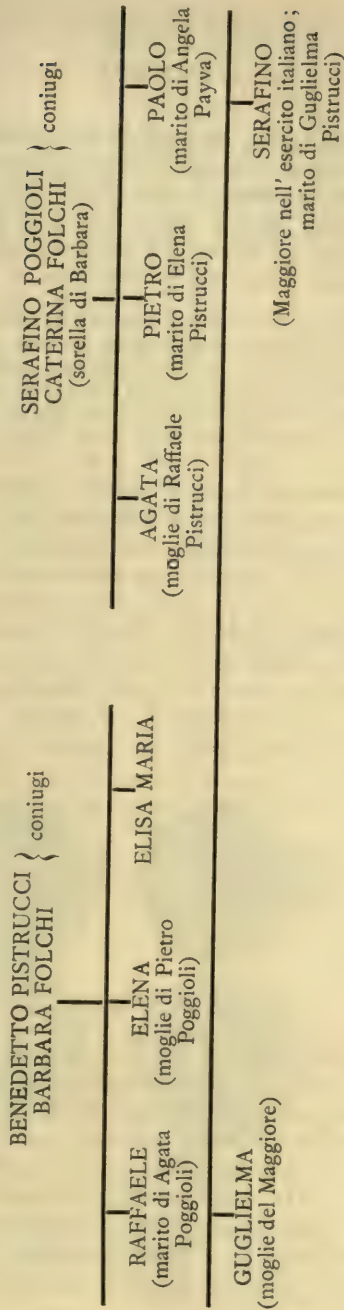 BENEDETTO PISTRUCCI
BARBARA FOLCHI
} coniugi
SERAFINO POGGIOLI
CATERINA FOLCHI
(sorella di Barbara)
} coniugi
RAFFAELE
(marito di Agata
Poggioli)
ELENA
(moglie di Pietro
Poggioli)
ELISA MARIA
AGATA
(moglie di Raffaele
Pistrucci)
PIETRO
(marito di Elena
Pistrucci)
PAOLO
(marito di Angela
Payva)
GUGLIELMA
(moglie del Maggiore)
SERAFINO
(Maggiore nell' esercito italiano;
marito di Guglielma
Pistrucci)